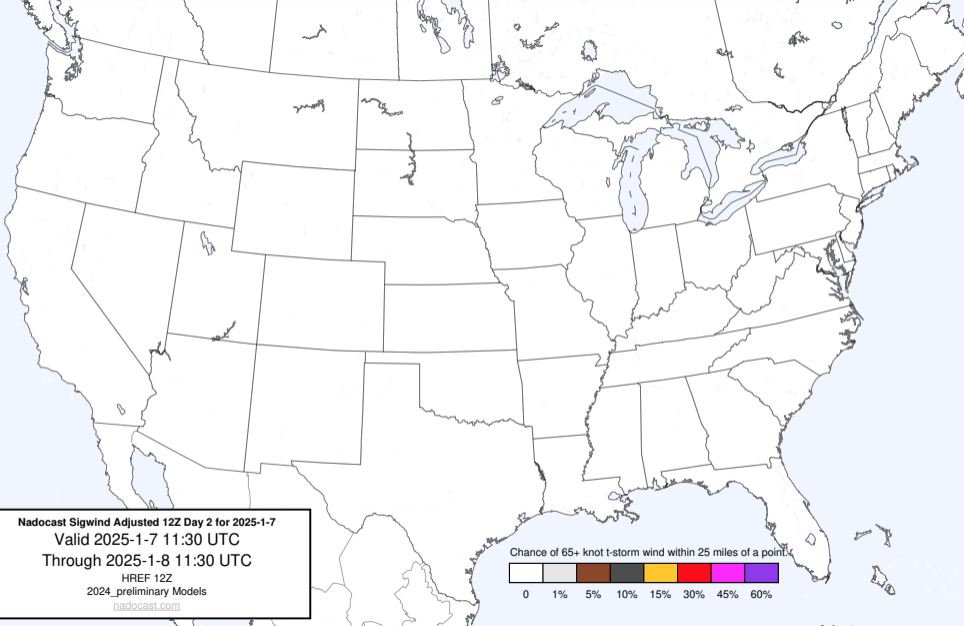 Nadocast Sigwind Adjusted 12Z Day 2 for 2025-1-7
Valid 2025-1-7 11:30 UTC
Through 2025-1-8 11:30 UTC
HREF 12Z
2024_preliminary Models
nadocast.com
Chance of 65+ knot t-storm wind within 25 miles of a point.
0 1% 5% 10% 15% 30% 45% 60%